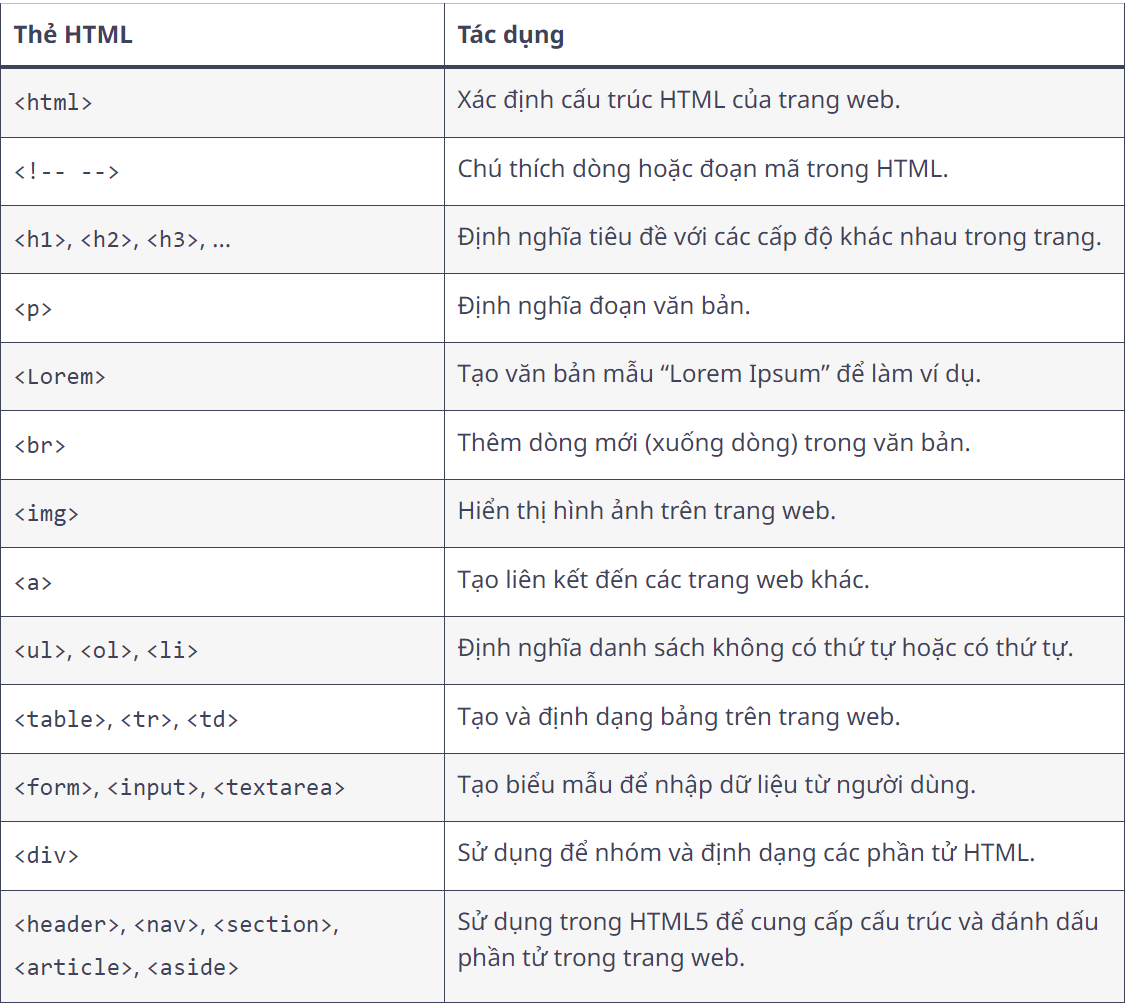 Thẻ HTML
Tác dụng
<html>
Xác định cấu trúc HTML của trang web.
<!-- -->
Chú thích dòng hoặc đoạn mã trong HTML.
<h1>, <h2>, <h3>, ...
Định nghĩa tiêu đề với các cấp độ khác nhau trong trang.
<p>
Định nghĩa đoạn văn bản.
<Lorem>
Tạo văn bản mẫu “Lorem Ipsum” để làm ví dụ.
<br>
Thêm dòng mới (xuống dòng) trong văn bản.
<img>
Hiển thị hình ảnh trên trang web.
<a>
Tạo liên kết đến các trang web khác.
<ul>, <ol>, <li>
Định nghĩa danh sách không có thứ tự hoặc có thứ tự.
<table>, <tr>, <td>
Tạo và định dạng bảng trên trang web.
<form>, <input>, <textarea>
Tạo biểu mẫu để nhập dữ liệu từ người dùng.
<div>
Sử dụng để nhóm và định dạng các phần tử HTML.
<header>, <nav>, <section>,
<article>, <aside>
Sử dụng trong HTML5 để cung cấp cấu trúc và đánh dấu
phần tử trong trang web.